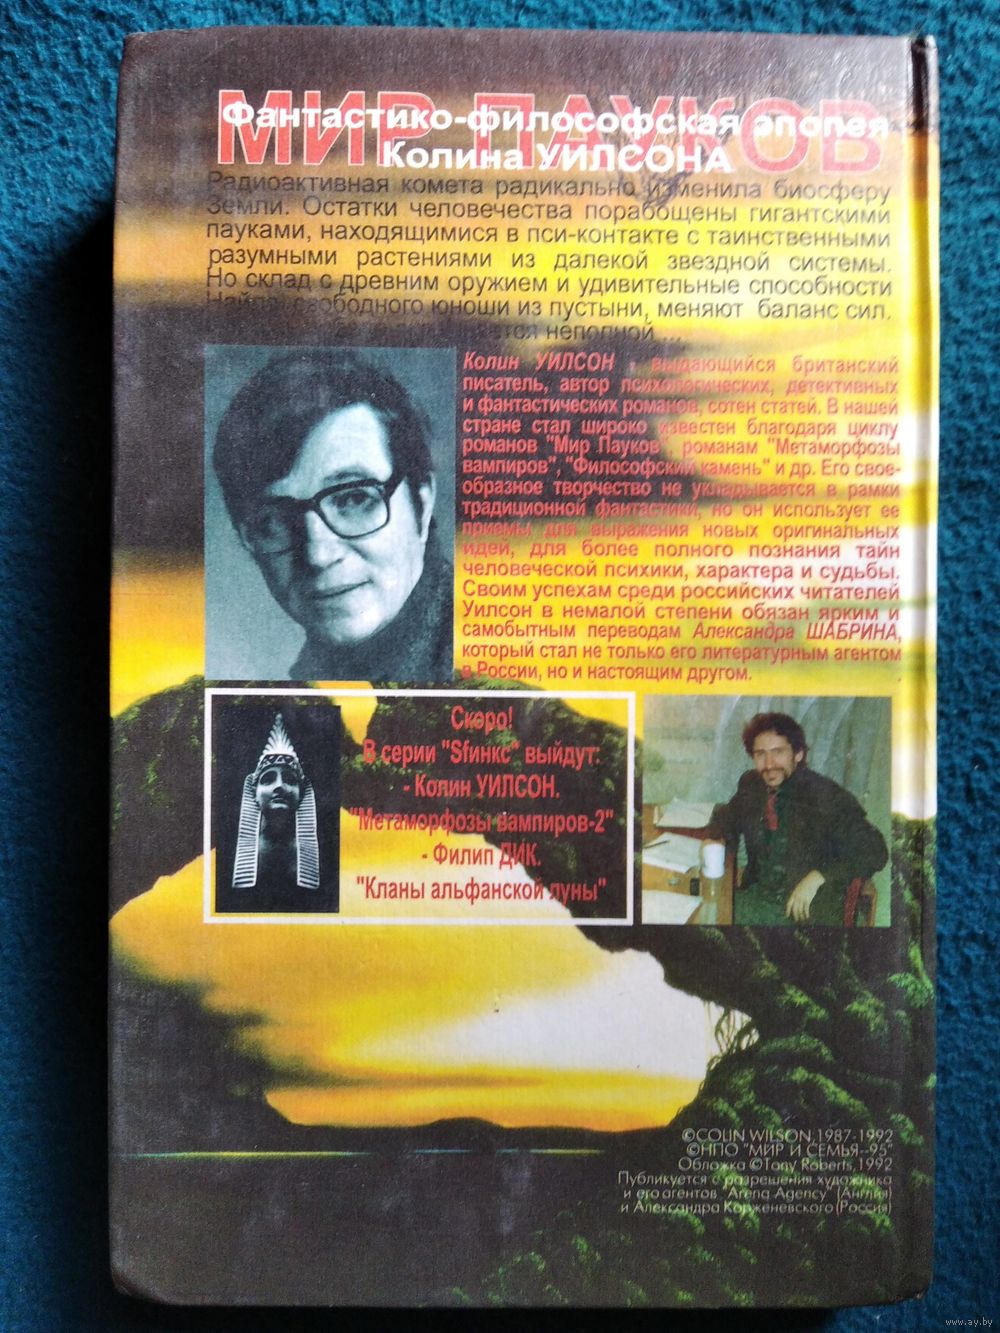 МИР ПАУКОВ
Фантастико-философская эпопея
Колина УИЛСОНА
Радиоактивная комета радикально изменила биосферу
Земли. Остатки человечества порабощены гигантскими
пауками, находящимися в пси-контакте с таинственными
разумными растениями из далекой звездной системы.
Но склад с древним оружием и удивительные способности
Найла, свободного юноши из пустыни, меняют баланс сил.
неполной...
Колин УИЛСОН - выдающийся британский
писатель, автор психологических, детективных
и фантастических романов, сотен статей. В нашей
стране стал широко известен благодаря циклу
романов "Мир Пауков", романам "Метаморфозы
вампиров", "Философский камень" и др. Его свое-
образное творчество не укладывается в рамки
традиционной фантастики, но он использует ее
приемы для выражения новых оригинальных
идей, для более полного познания тайн
человеческой психики, характера и судьбы.
Своим успехам среди российских читателей
Уилсон в немалой степени обязан ярким и
самобытным переводам Александра ШАБРИНА,
который стал не только его литературным агентом
в России, но и настоящим другом.
Скоро!
В серии "Sfинкс" выйдут:
- Колин УИЛСОН.
"Метаморфозы вампиров-2"
- Филип ДИК.
"Кланы альфанской луны"
©COLIN WILSON,1987-1992
©НПО "МИР И СЕМЬЯ--95"
Обложка ©Tony Roberts,1992
Публикуется с разрешения художника
и его агентов "Arena Agency" (Англия)
и Александра Корженевского (Россия)
www.ay.by